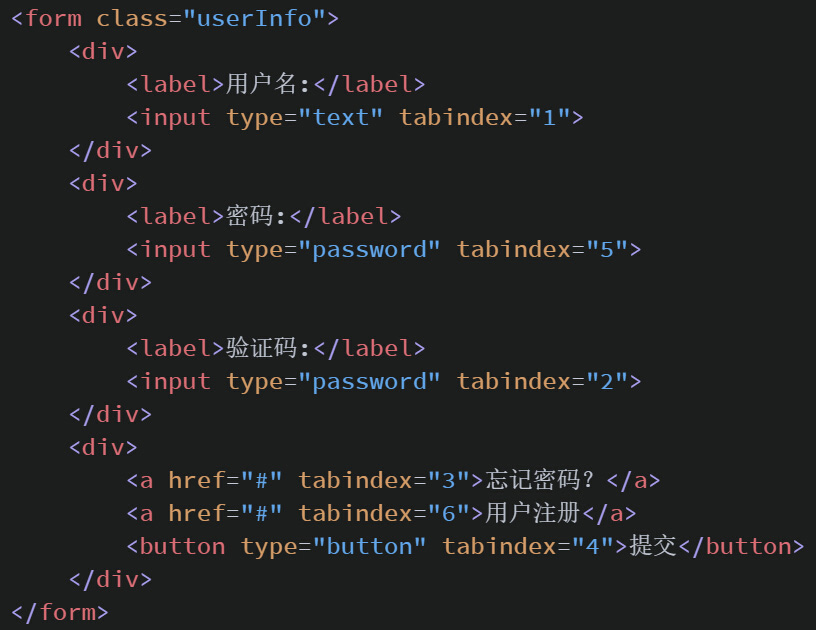 <form class="userInfo">
    <div>
        <label>用户名:</label>
        <input type="text" tabindex="1">
    </div>
    <div>
        <label>密码:</label>
        <input type="password" tabindex="5">
    </div>
    <div>
        <label>验证码:</label>
        <input type="password" tabindex="2">
    </div>
    <div>
        <a href="#" tabindex="3">忘记密码？</a>
        <a href="#" tabindex="6">用户注册</a>
        <button type="button" tabindex="4">提交</button>
    </div>
</form>